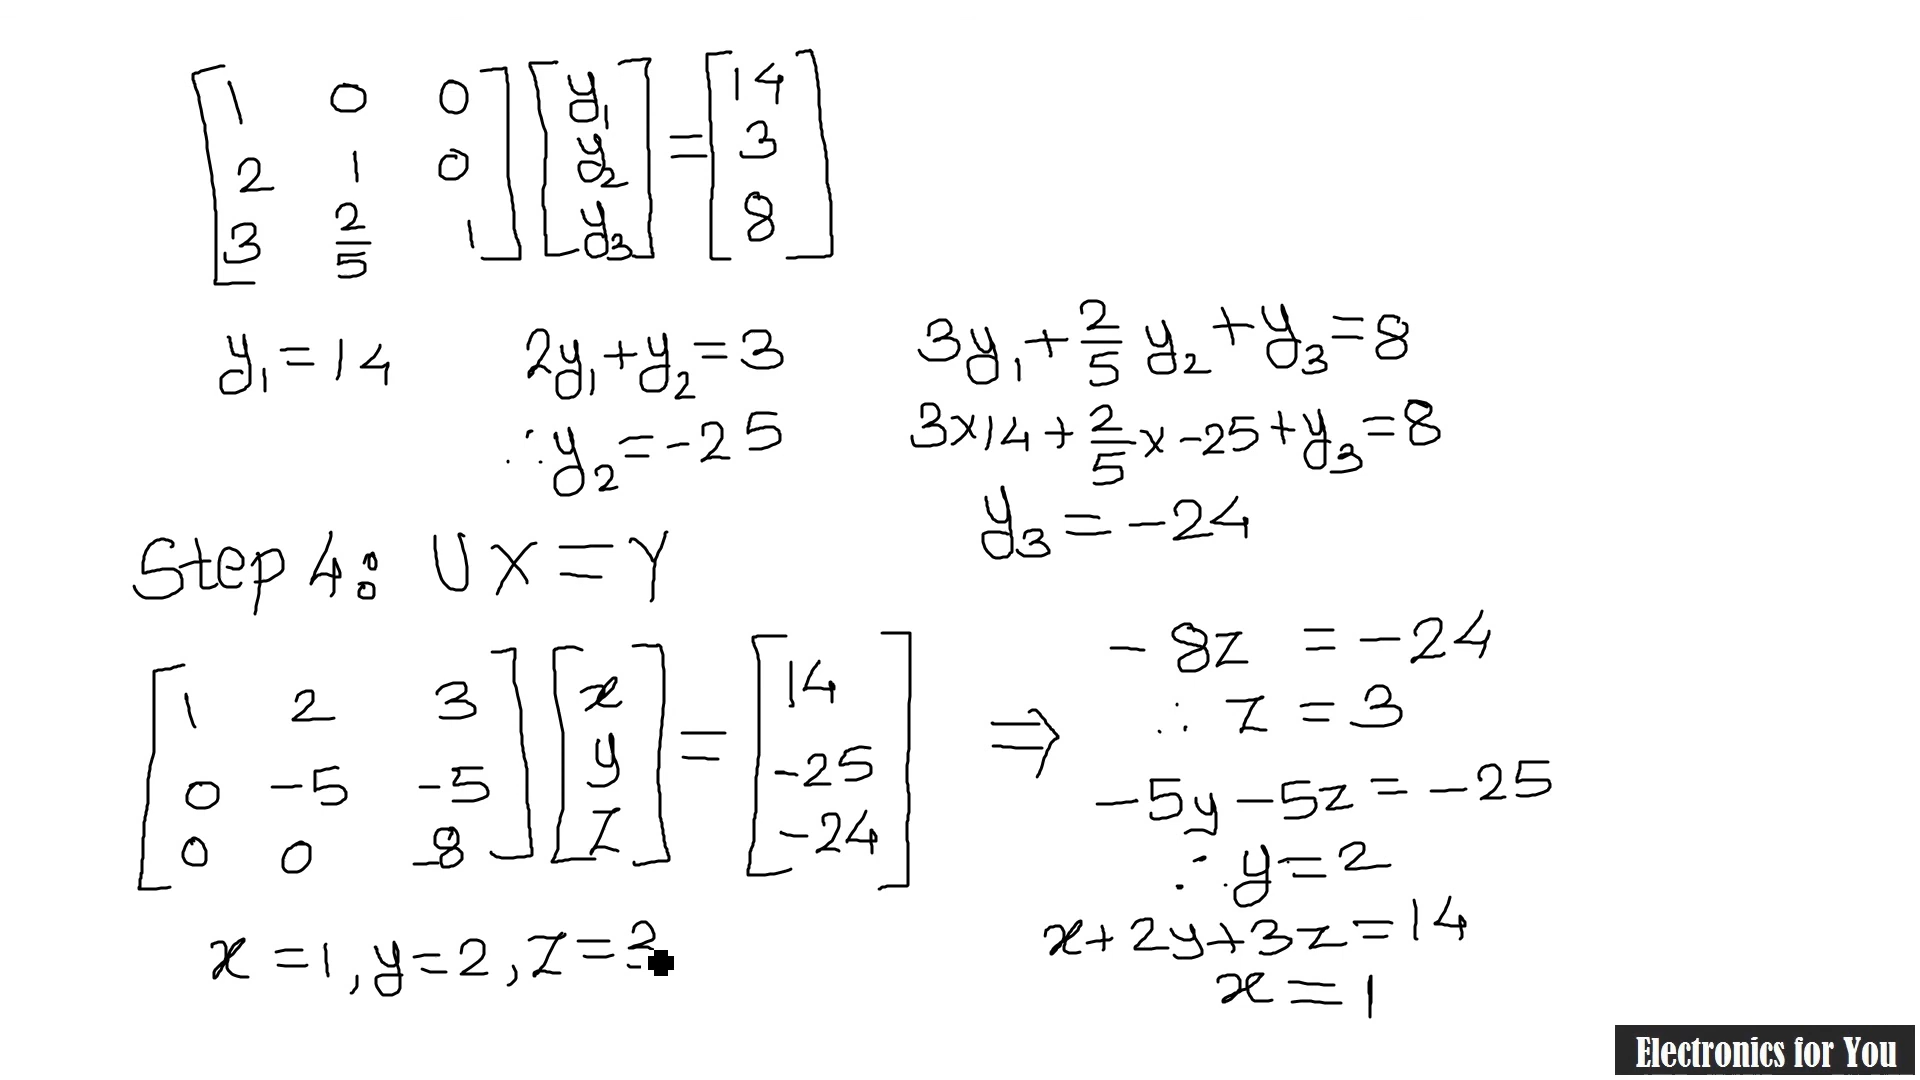 [1 0 0] [y₁] = [14]
[2 1 0] [y₂] [3]
[3 2/5 1] [y₃] [8]
y₁ = 14
2y₁ + y₂ = 3
∴ y₂ = -25
3y₁ + 2/5 y₂ + y₃ = 8
3×14 + 2/5 × -25 + y₃ = 8
y₃ = -24
Step 4: UX = Y
[1 2 3] [x] = [14]
[0 -5 -5] [y] [-25]
[0 0 -8] [z] [-24]
⇒
-8z = -24
∴ z = 3
-5y - 5z = -25
∴ y = 2
x + 2y + 3z = 14
x = 1
x = 1, y = 2, z =
Electronics for You